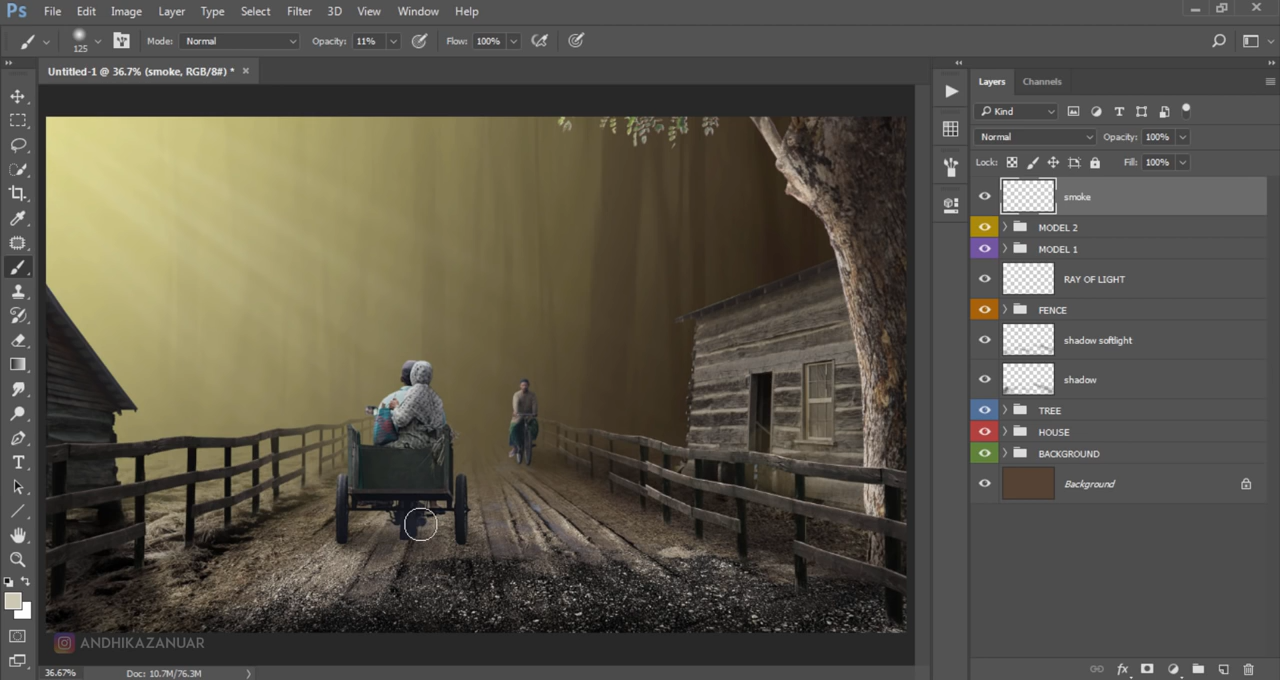 Ps File Edit Image Layer Type Select Filter 3D View Window Help
125 Mode: Normal Opacity: 11% Flow: 100%
Untitled-1 @ 36.7% (smoke, RGB/8#) * ×
Layers Channels
Kind
Normal Opacity: 100%
Lock: Fill: 100%
smoke
MODEL 2
MODEL 1
RAY OF LIGHT
FENCE
shadow softlight
shadow
TREE
HOUSE
BACKGROUND
Background
ANDHIKAZANUAR
36.67% Doc: 10.7M/76.3M